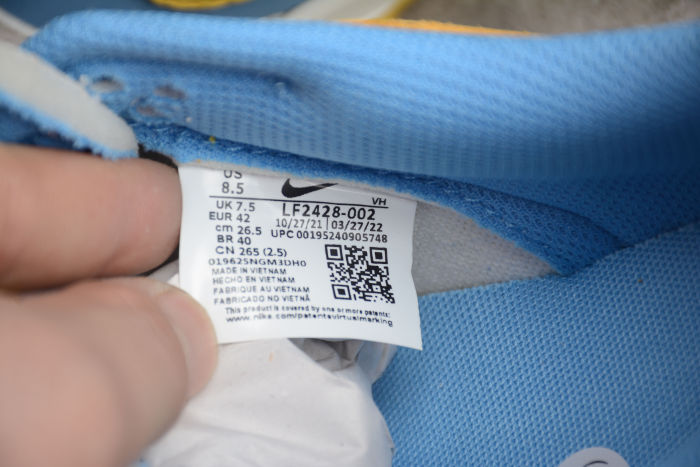 US
8.5
VH
UK 7.5
LF2428-002
EUR 42
10/27/21 | 03/27/22
cm 26.5
UPC 00195240905748
BR 40
CN 265 (2.5)
019625NGM3DH0
MADE IN VIETNAM
HECHO EN VIETNAM
FABRIQUE AU VIETNAM
FABRICADO NO VIETNÃ
This product is covered by one or more patents:
www.nike.com/patentsvirtualmarking